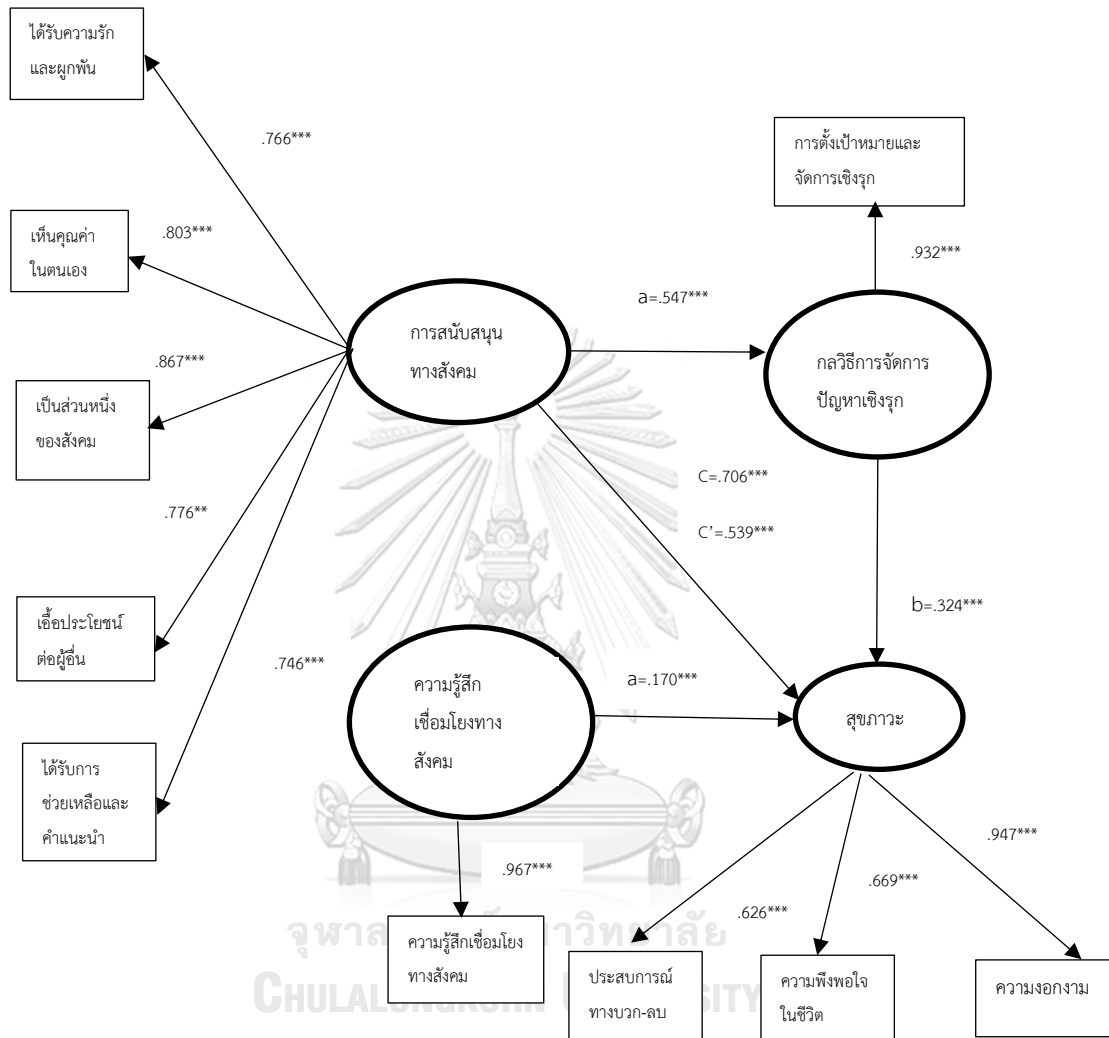 ได้รับความรัก
และผูกพัน
.766***
การตั้งเป้าหมายและ
จัดการเชิงรุก
เห็นคุณค่า
ในตนเอง
.803***
.932***
การสนับสนุน
ทางสังคม
a=.547***
กลวิธีการจัดการ
ปัญหาเชิงรุก
.867***
เป็นส่วนหนึ่ง
ของสังคม
C=.706***
C’=.539***
.776**
b=.324***
เอื้อประโยชน์
ต่อผู้อื่น
.746***
ความรู้สึก
เชื่อมโยงทาง
สังคม
a=.170***
สุขภาวะ
ได้รับการ
ช่วยเหลือและ
คำแนะนำ
.967***
.626***
.669***
.947***
ความรู้สึกเชื่อมโยง
ทางสังคม
ประสบการณ์
ทางบวก-ลบ
ความพึงพอใจ
ในชีวิต
ความงอกงาม